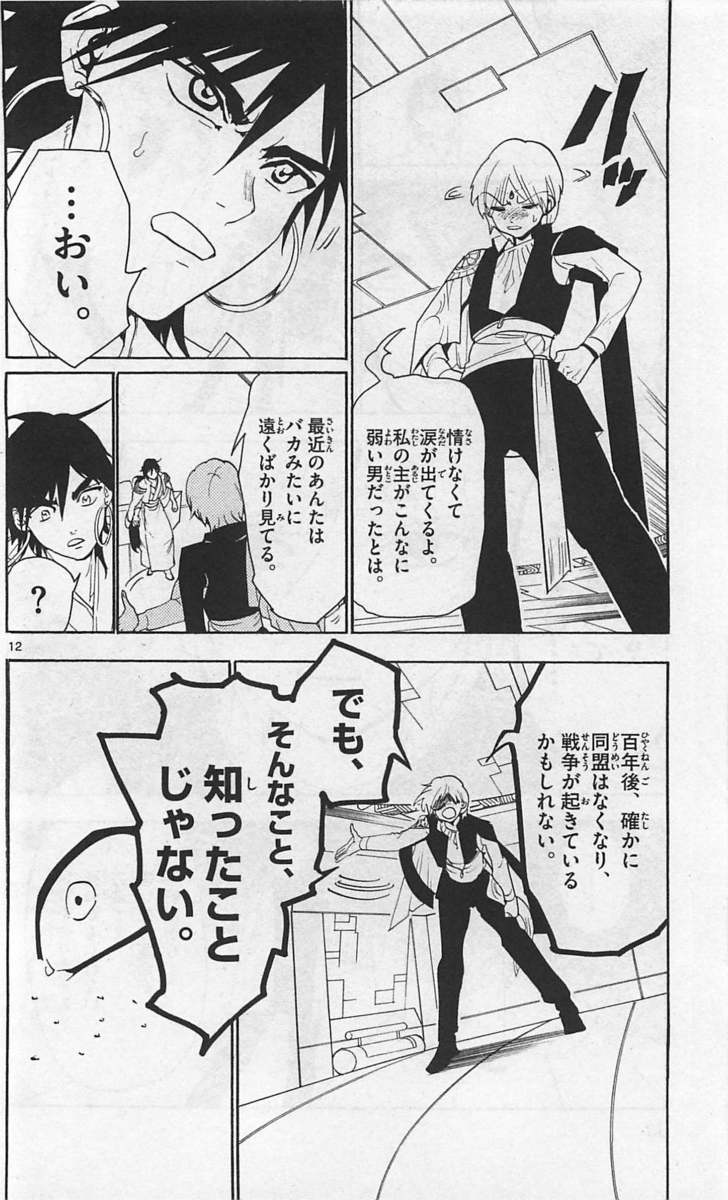 グッ
情けなくて
涙が出てくるよ。
私の主がこんなに
弱い男だったとは。
…おい。
最近のあんたは
バカみたいに
遠くばかり見てる。
?
12
百年後、確かに
同盟はなくなり、
戦争が起きている
かもしれない。
でも、
そんなこと、
知ったこと
じゃない。